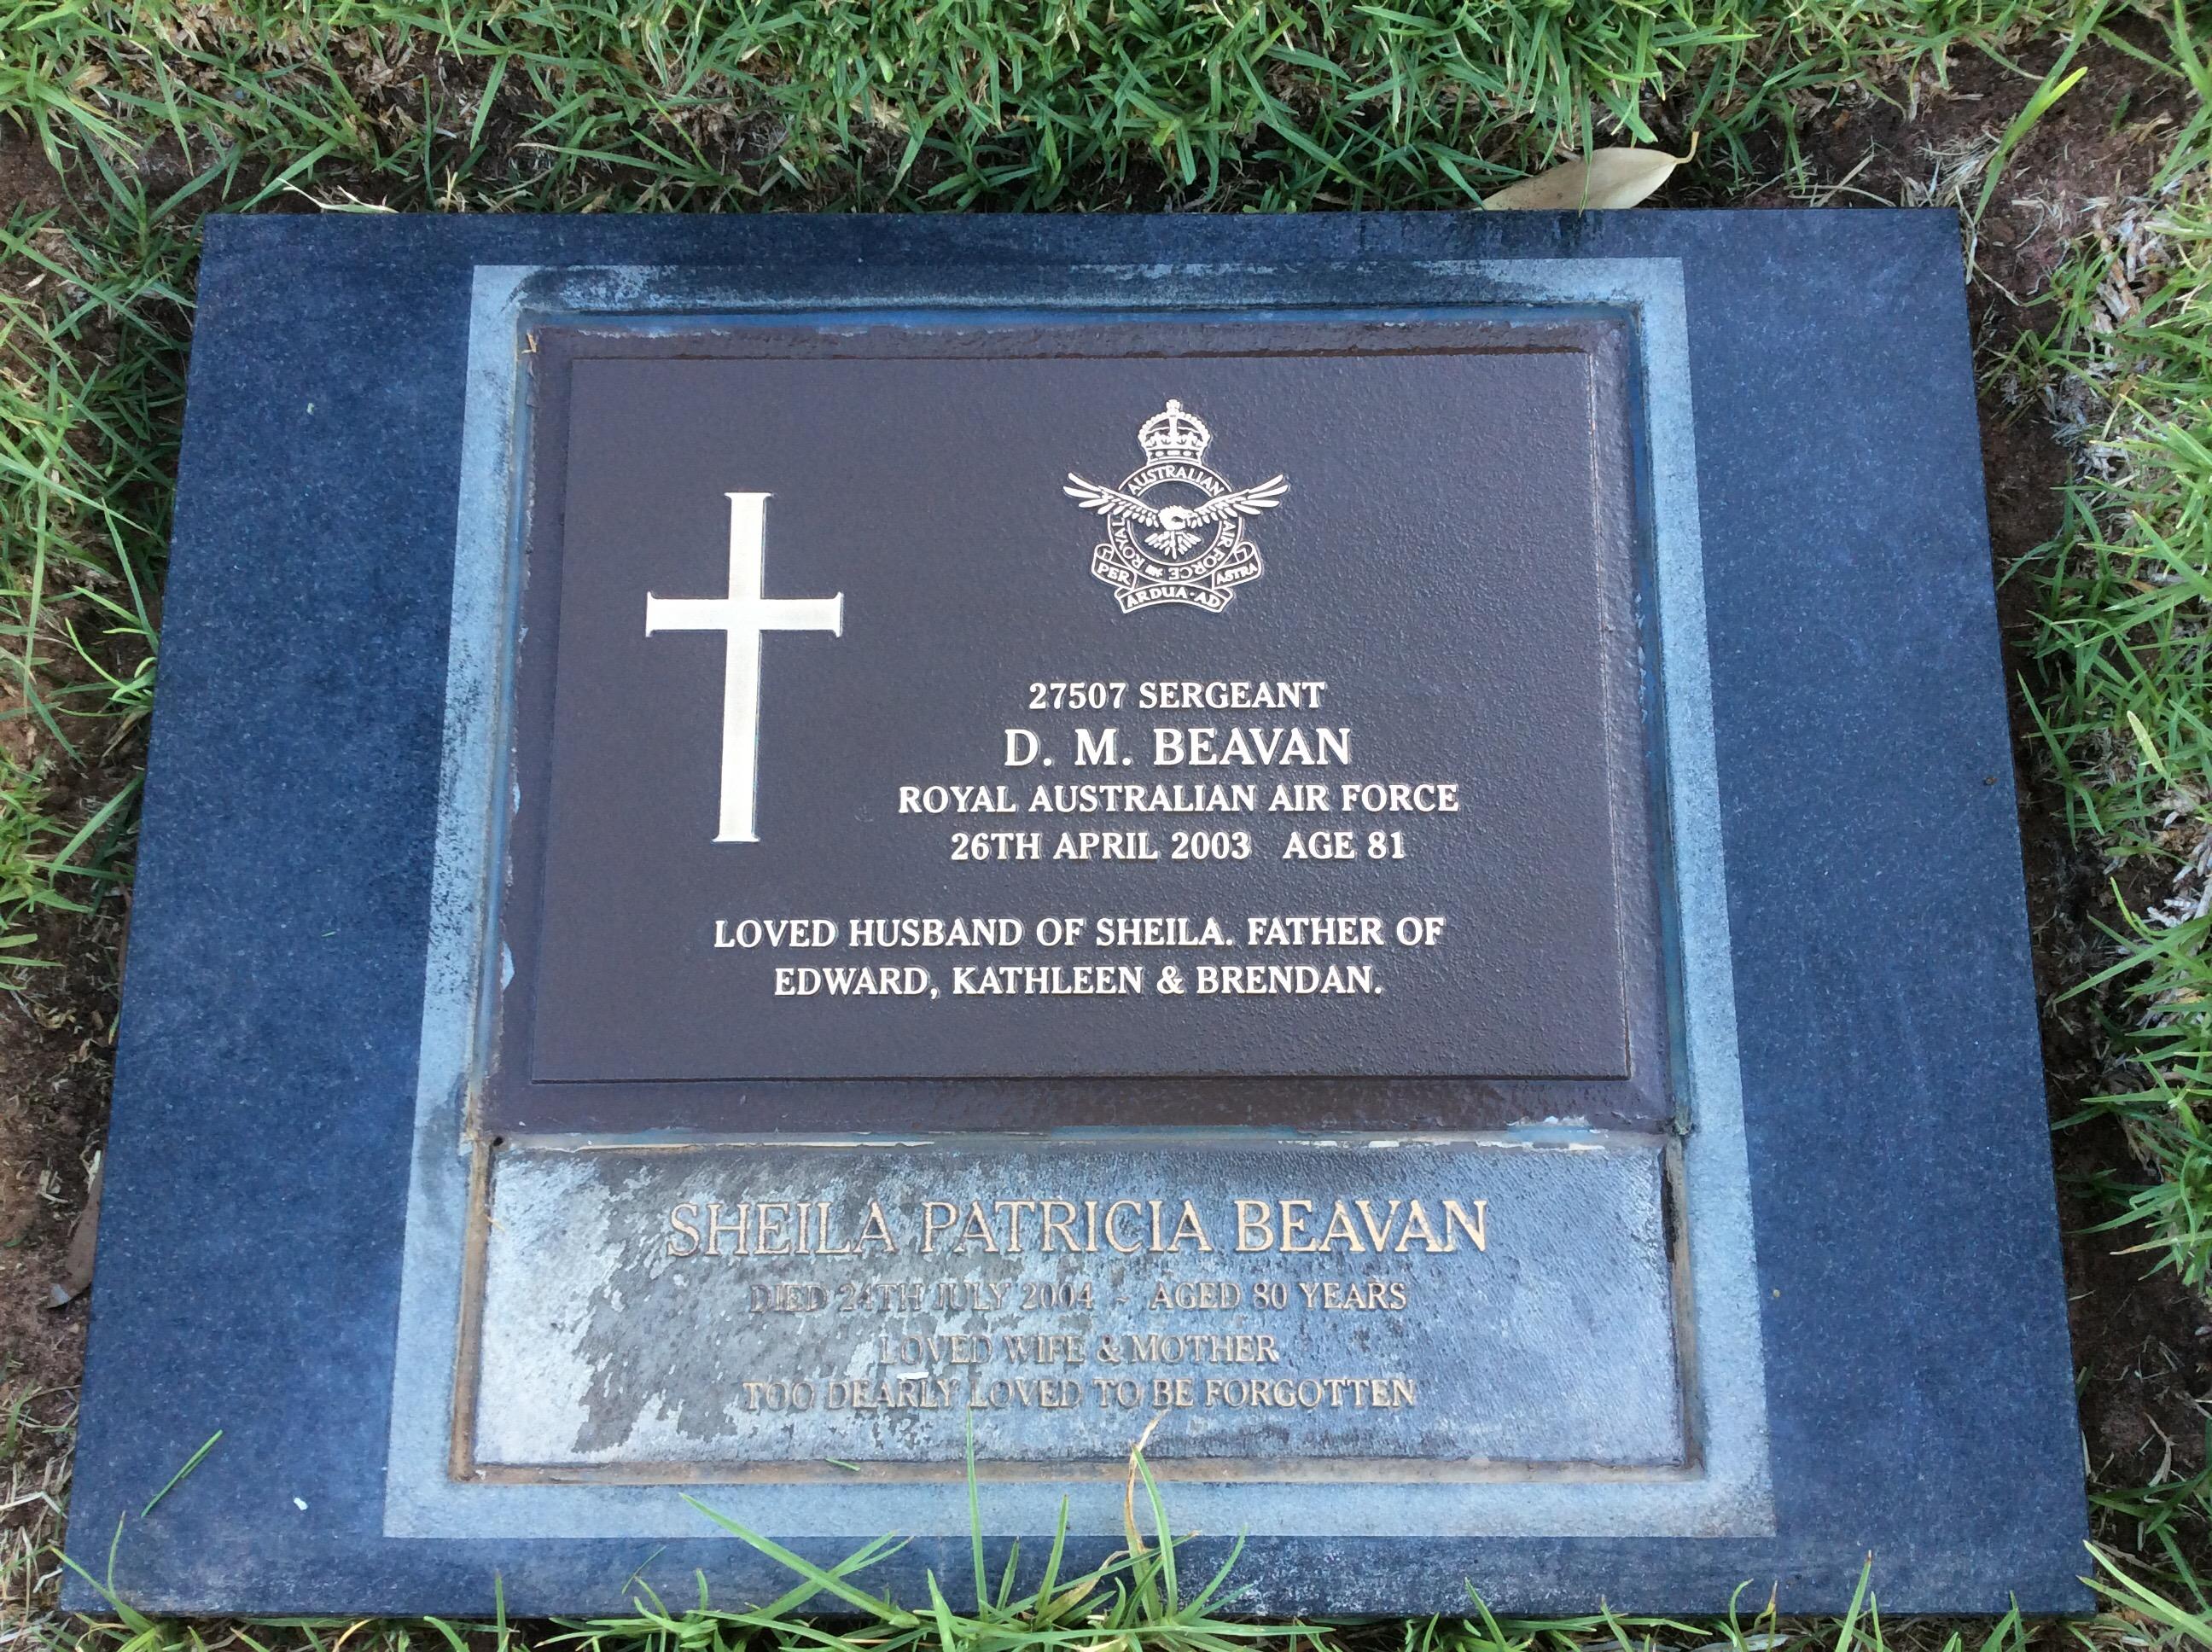 ROYAL AUSTRALIAN AIR FORCE
PER ARDUA·AD ASTRA
27507 SERGEANT
D. M. BEAVAN
ROYAL AUSTRALIAN AIR FORCE
26TH APRIL 2003 AGE 81
LOVED HUSBAND OF SHEILA. FATHER OF
EDWARD, KATHLEEN & BRENDAN.
SHEILA PATRICIA BEAVAN
DIED 24TH JULY 2004 - AGED 80 YEARS
LOVED WIFE & MOTHER
TOO DEARLY LOVED TO BE FORGOTTEN